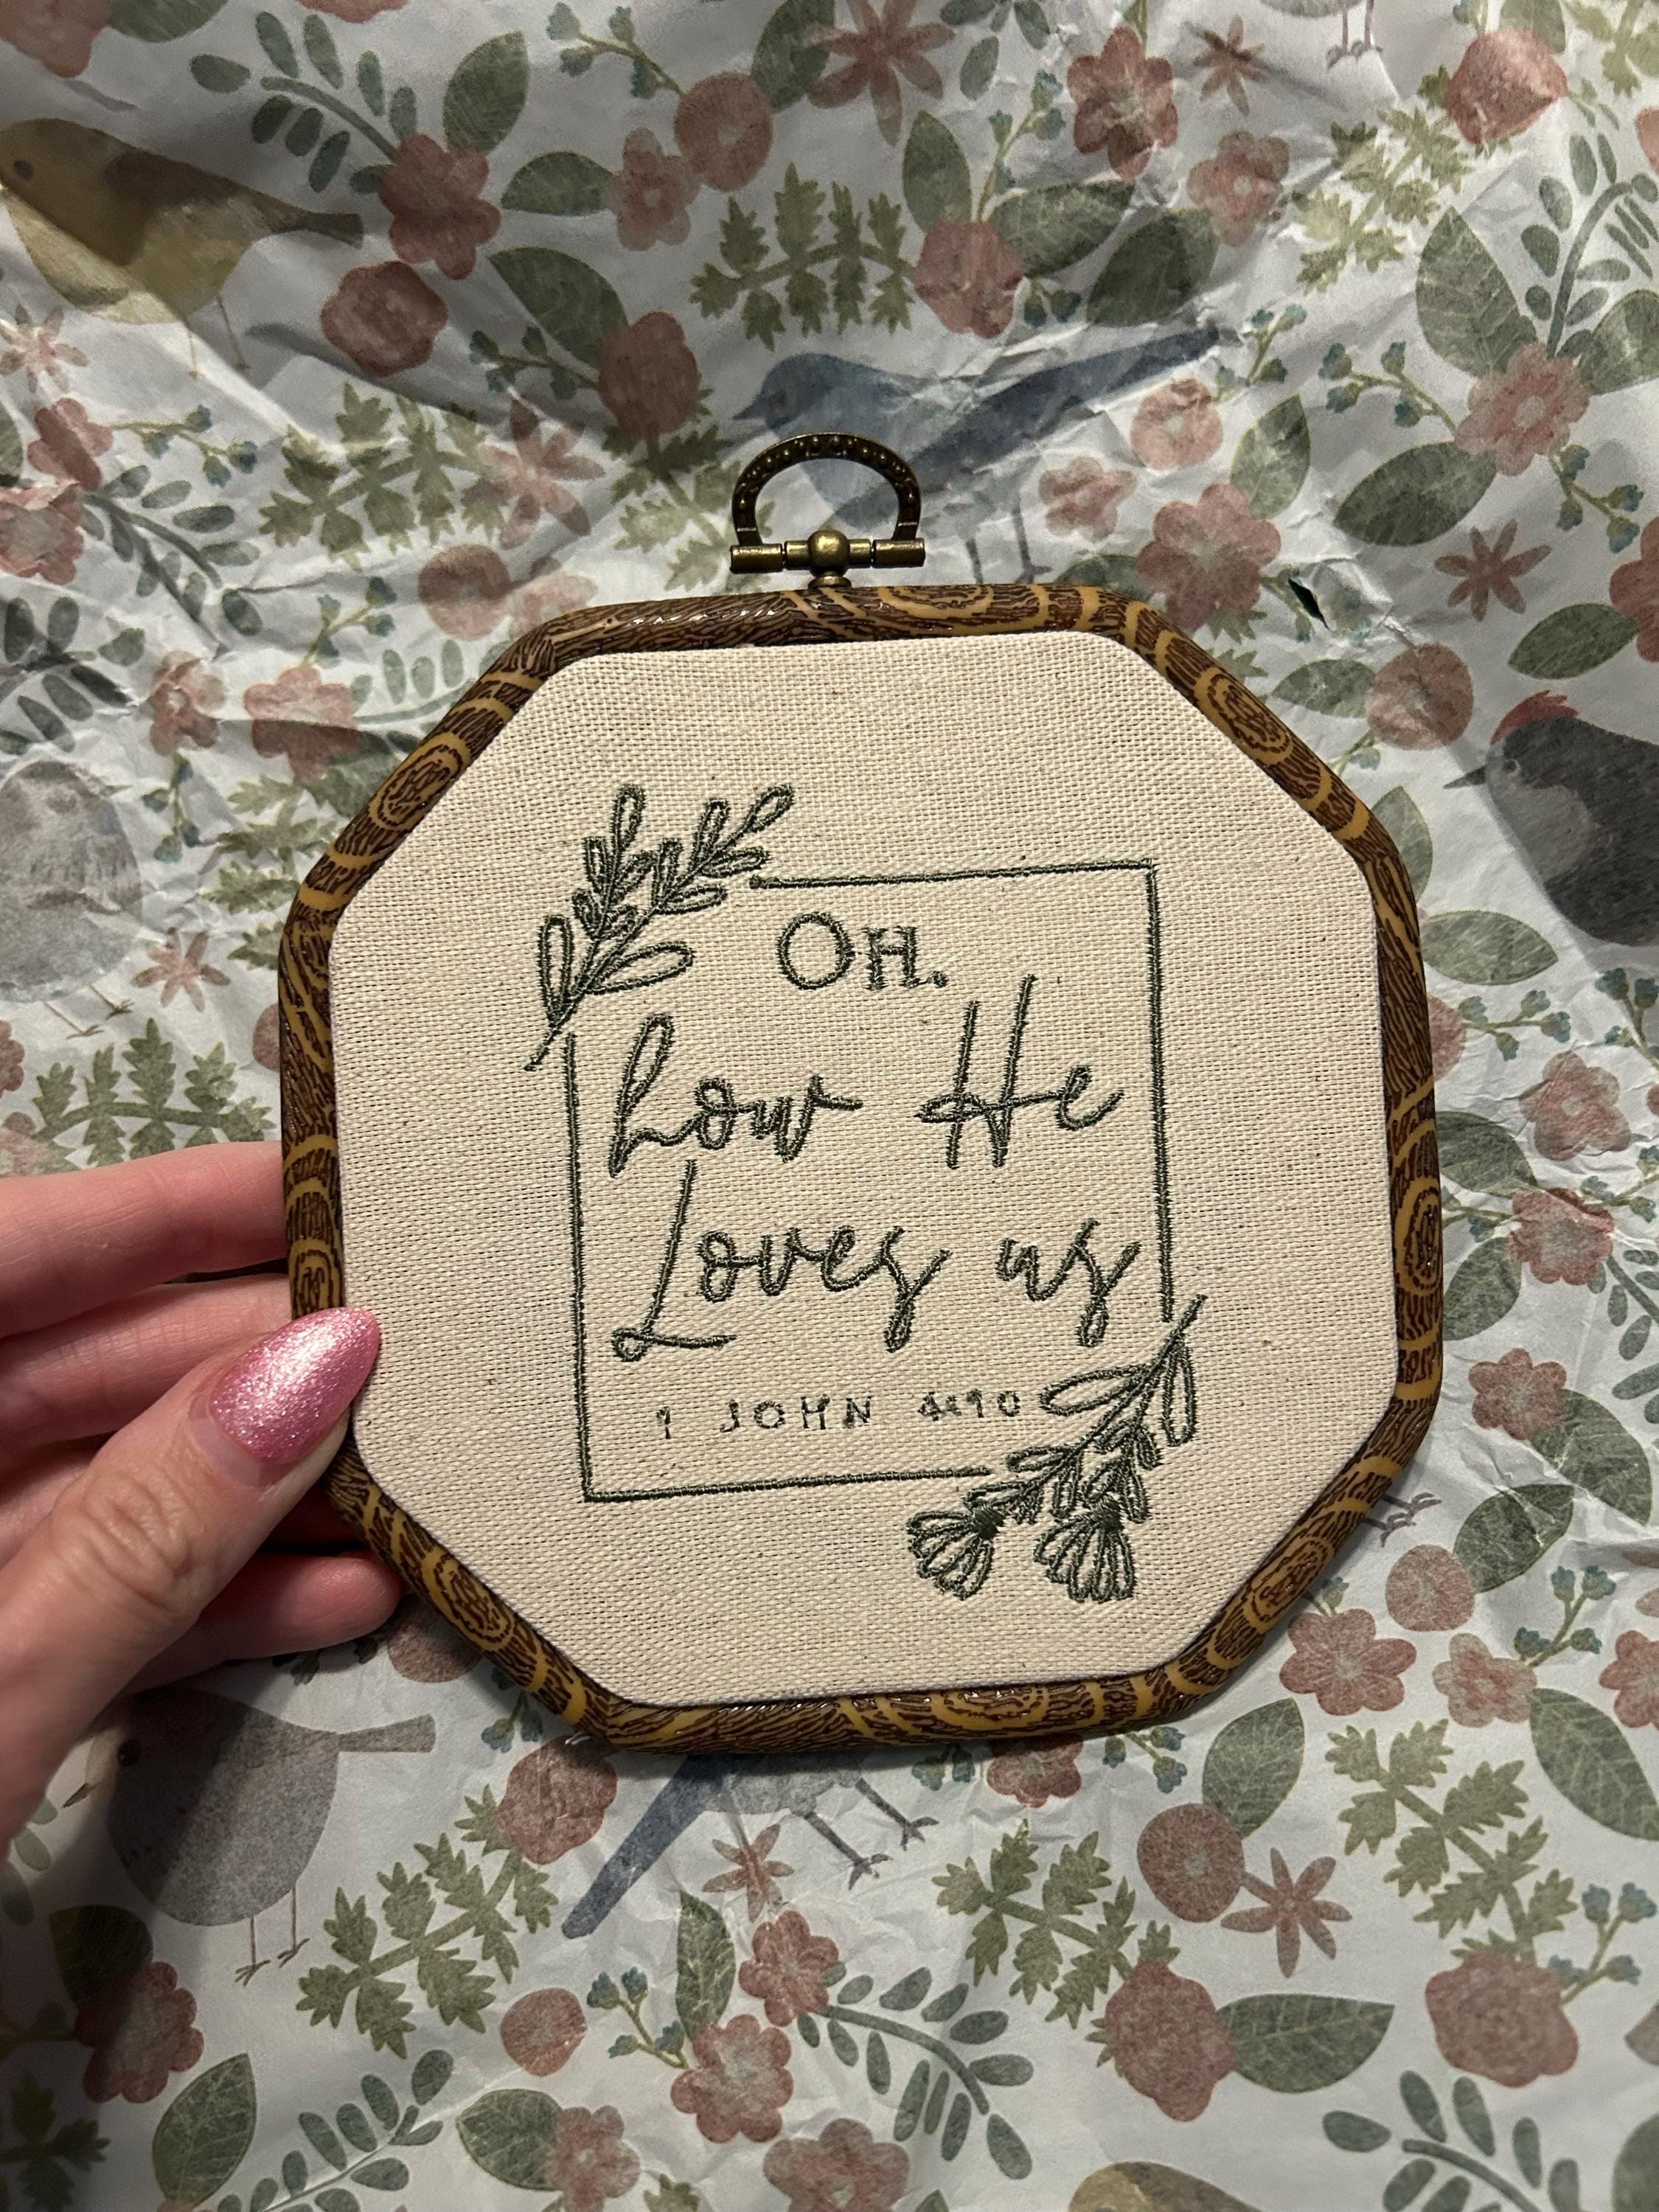 OH,
how He
Loves us
1 JOHN 4:10